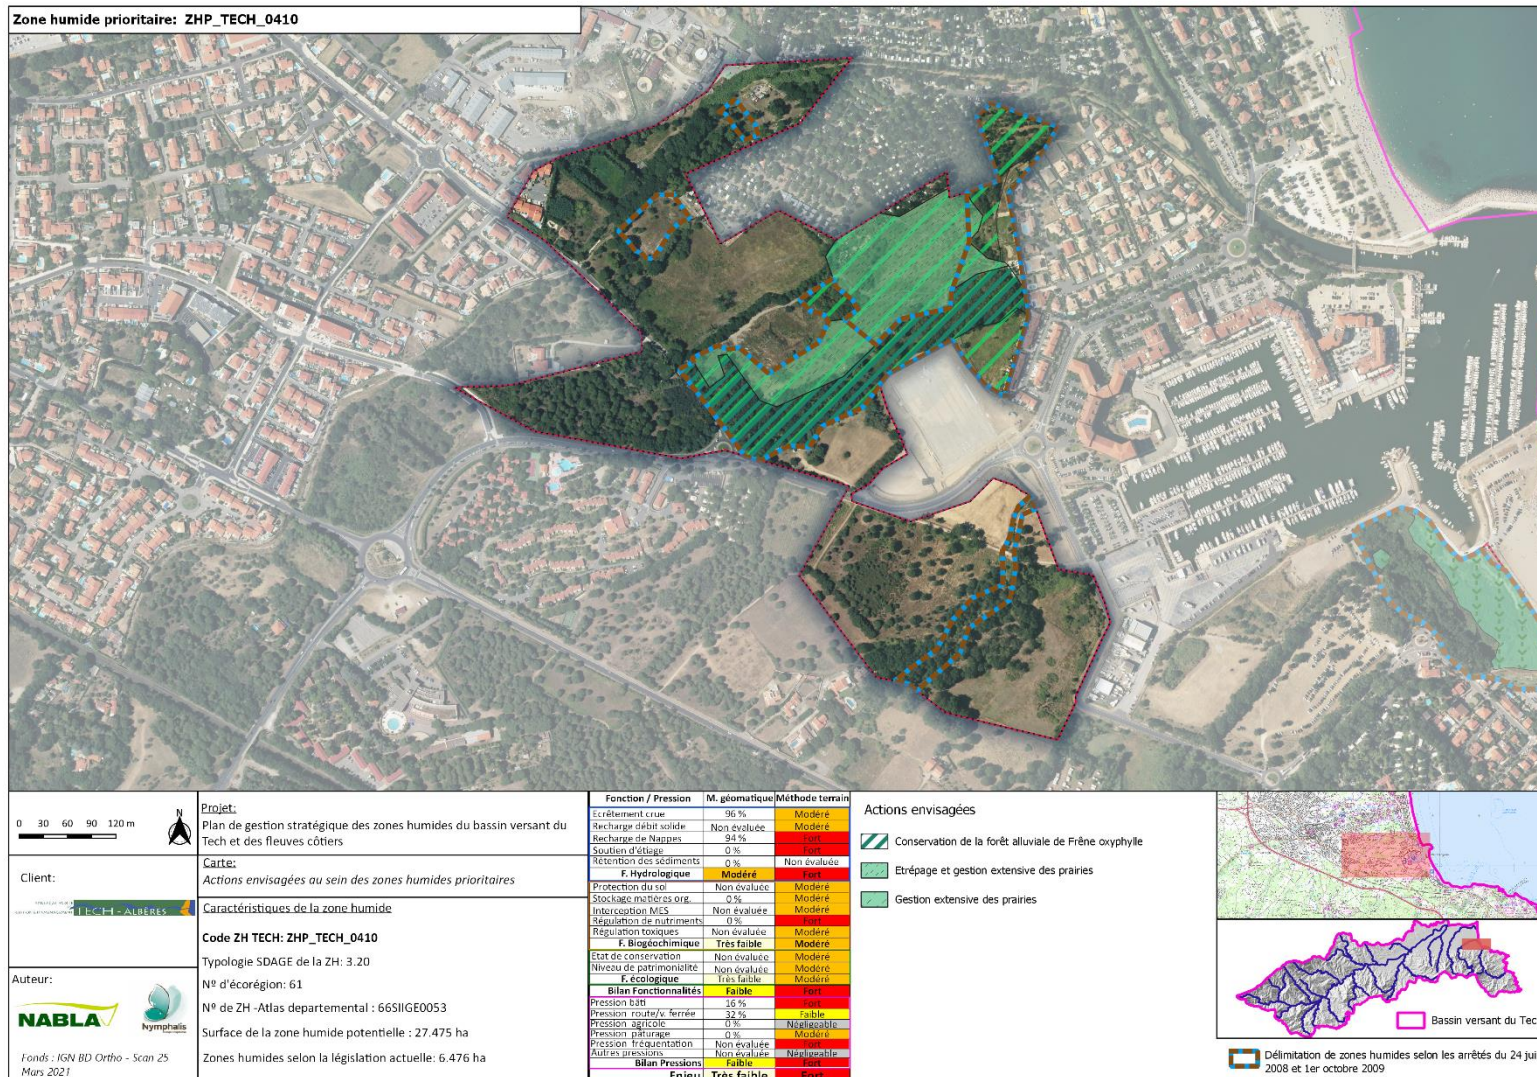 Zone humide prioritaire: ZHP_TECH_0410
0 30 60 90 120 m
N
Client:
TECH - ALBÈRES
Auteur:
NABLA
Nymphalis
Fonds : IGN BD Ortho - Scan 25
Mars 2021
Projet:
Plan de gestion stratégique des zones humides du bassin versant du
Tech et des fleuves côtiers
Carte:
Actions envisagées au sein des zones humides prioritaires
Caractéristiques de la zone humide
Code ZH TECH: ZHP_TECH_0410
Typologie SDAGE de la ZH: 3.20
Nº d'écorégion: 61
Nº de ZH -Atlas departemental : 66SIIGE0053
Surface de la zone humide potentielle : 27.475 ha
Zones humides selon la législation actuelle: 6.476 ha
Fonction / Pression M. géomatique Méthode terrain
Ecrêtement crue 96 % Modéré
Recharge débit solide Non évaluée Modéré
Recharge de Nappes 94 % Fort
Soutien d'étiage 0 % Fort
Rétention des sédiments 0 % Non évaluée
F. Hydrologique Modéré Fort
Protection du sol Non évaluée Modéré
Stockage matières org. 0 % Modéré
Interception MES Non évaluée Modéré
Régulation de nutriments 0 % Fort
Régulation toxiques Non évaluée Modéré
F. Biogéochimique Très faible Modéré
Etat de conservation Non évaluée Modéré
Niveau de patrimonialité Non évaluée Modéré
F. écologique Très faible Modéré
Bilan Fonctionnalités Faible Fort
Pression bâti 16 % Fort
Pression route/v. ferrée 32 % Faible
Pression agricole 0 % Négligeable
Pression pâturage 0 % Modéré
Pression fréquentation Non évaluée Fort
Autres pressions Non évaluée Négligeable
Bilan Pressions Faible Fort
Enjeu Très faible Fort
Actions envisagées
Conservation de la forêt alluviale de Frêne oxyphylle
Etrépage et gestion extensive des prairies
Gestion extensive des prairies
Bassin versant du Tec
Délimitation de zones humides selon les arrêtés du 24 jui
2008 et 1er octobre 2009